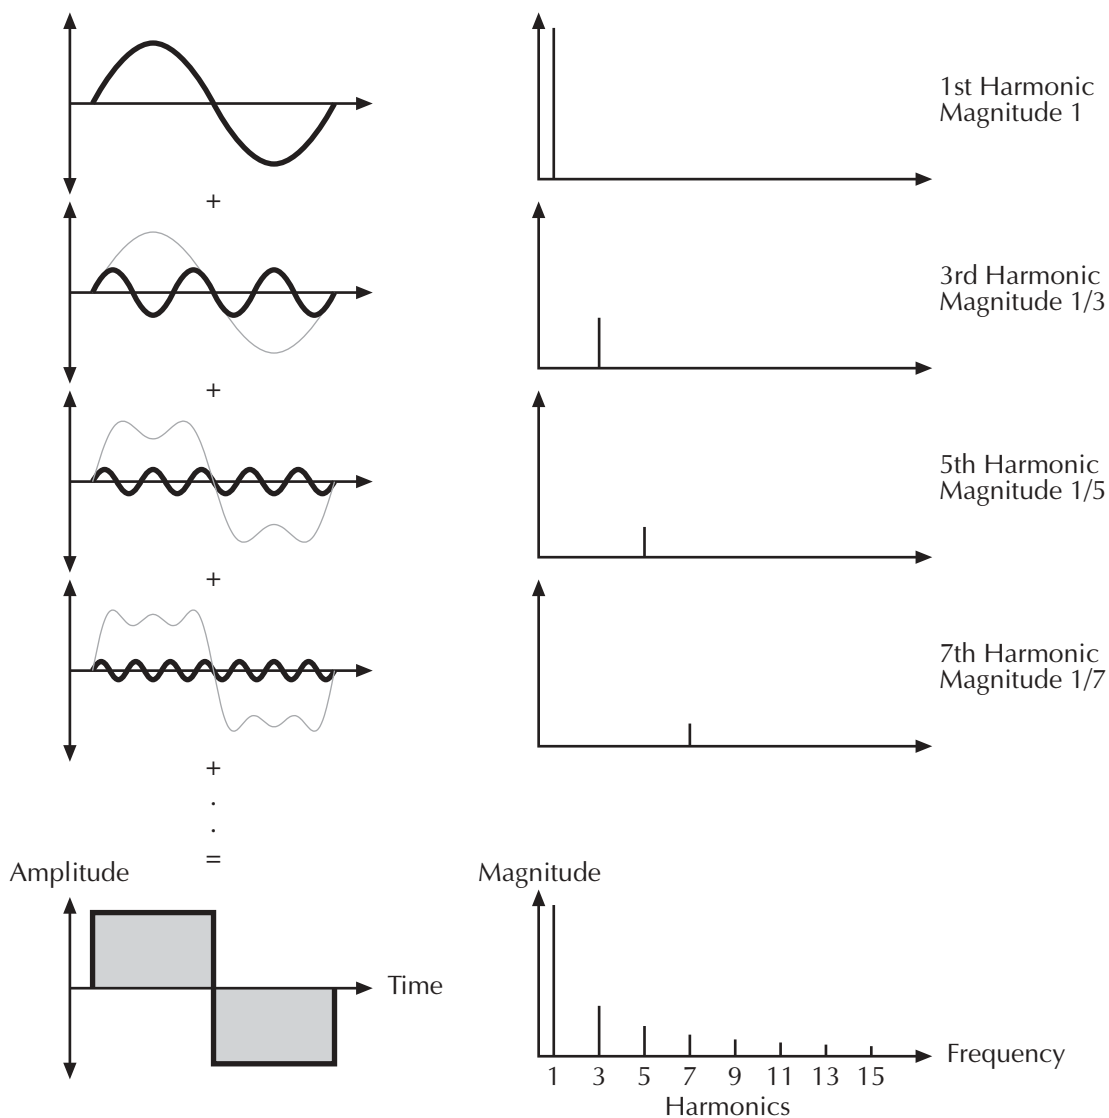 1st Harmonic
Magnitude 1
+
3rd Harmonic
Magnitude 1/3
+
5th Harmonic
Magnitude 1/5
+
7th Harmonic
Magnitude 1/7
+
.
.
=
Amplitude
Magnitude
Time
Frequency
1 3 5 7 9 11 13 15
Harmonics